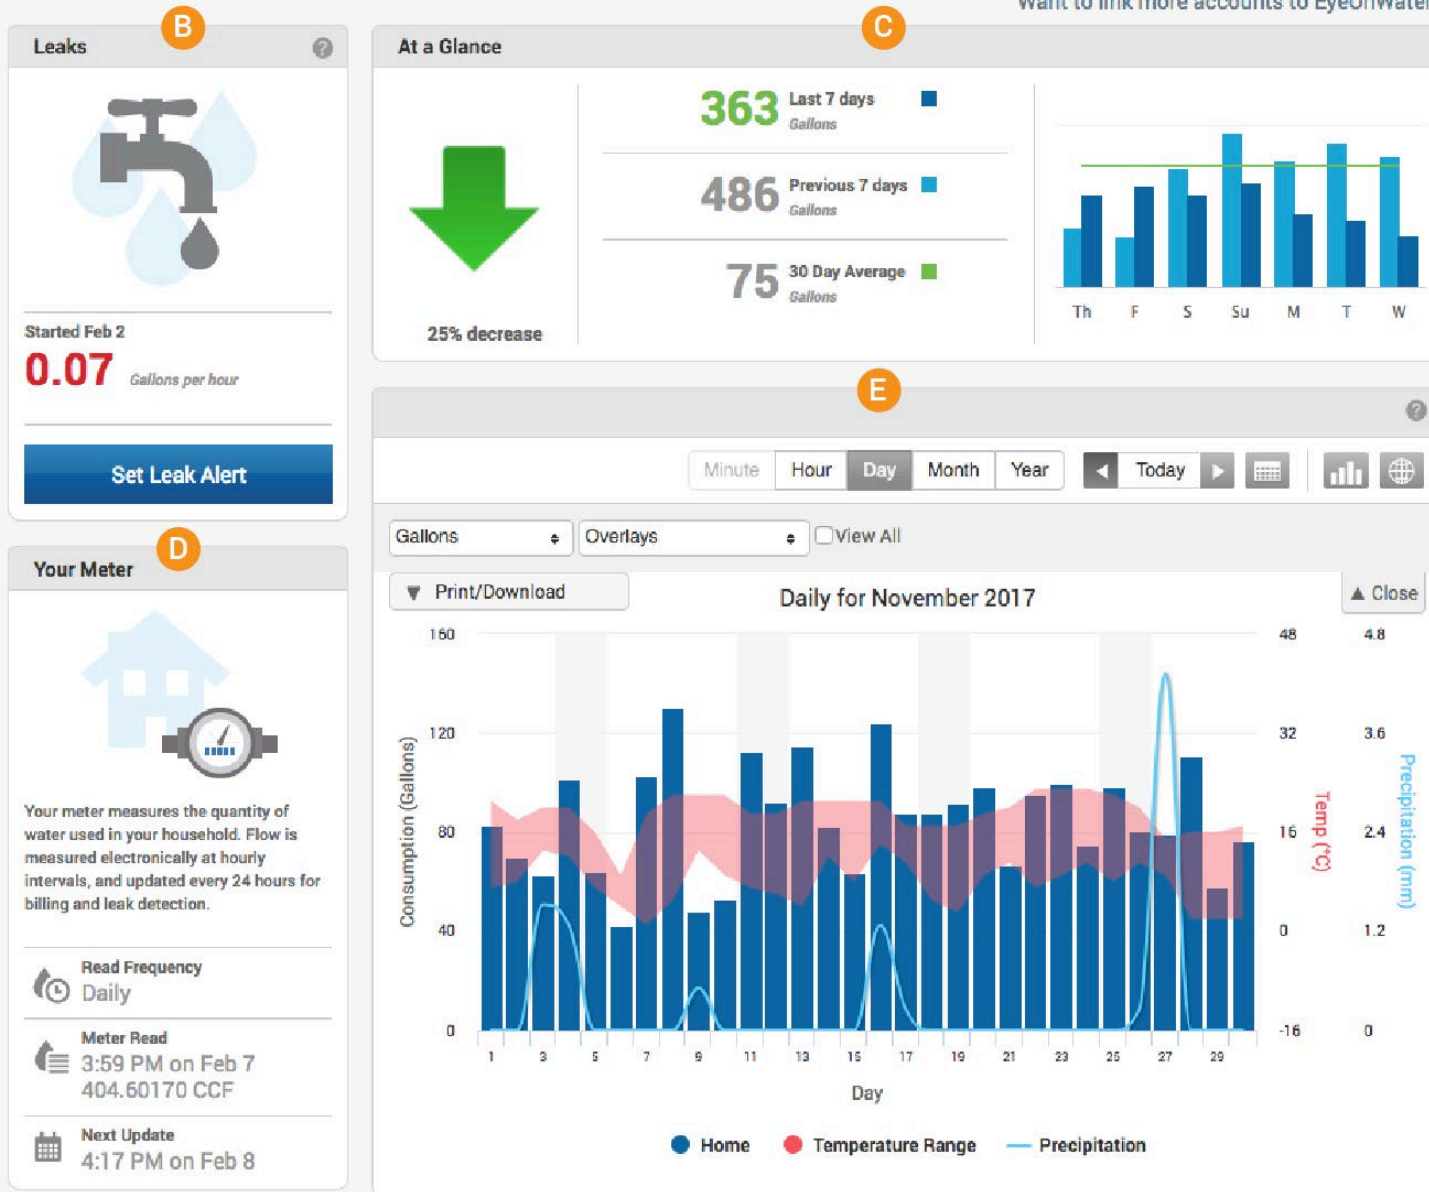 Want to link more accounts to EyeOnWater
B
Leaks
?
Started Feb 2
0.07 Gallons per hour
Set Leak Alert
C
At a Glance
25% decrease
363 Last 7 days
Gallons
486 Previous 7 days
Gallons
75 30 Day Average
Gallons
Th F S Su M T W
D
Your Meter
Your meter measures the quantity of
water used in your household. Flow is
measured electronically at hourly
intervals, and updated every 24 hours for
billing and leak detection.
Read Frequency
Daily
Meter Read
3:59 PM on Feb 7
404.60170 CCF
Next Update
4:17 PM on Feb 8
E
?
Minute Hour Day Month Year Today
Gallons Overlays View All
Print/Download
Daily for November 2017
Close
160 48 4.8
120 32 3.6
80 16 2.4
40 0 1.2
0 -16 0
Consumption (Gallons)
Temp (°C)
Precipitation (mm)
1 3 5 7 9 11 13 15 17 19 21 23 25 27 29
Day
Home Temperature Range Precipitation